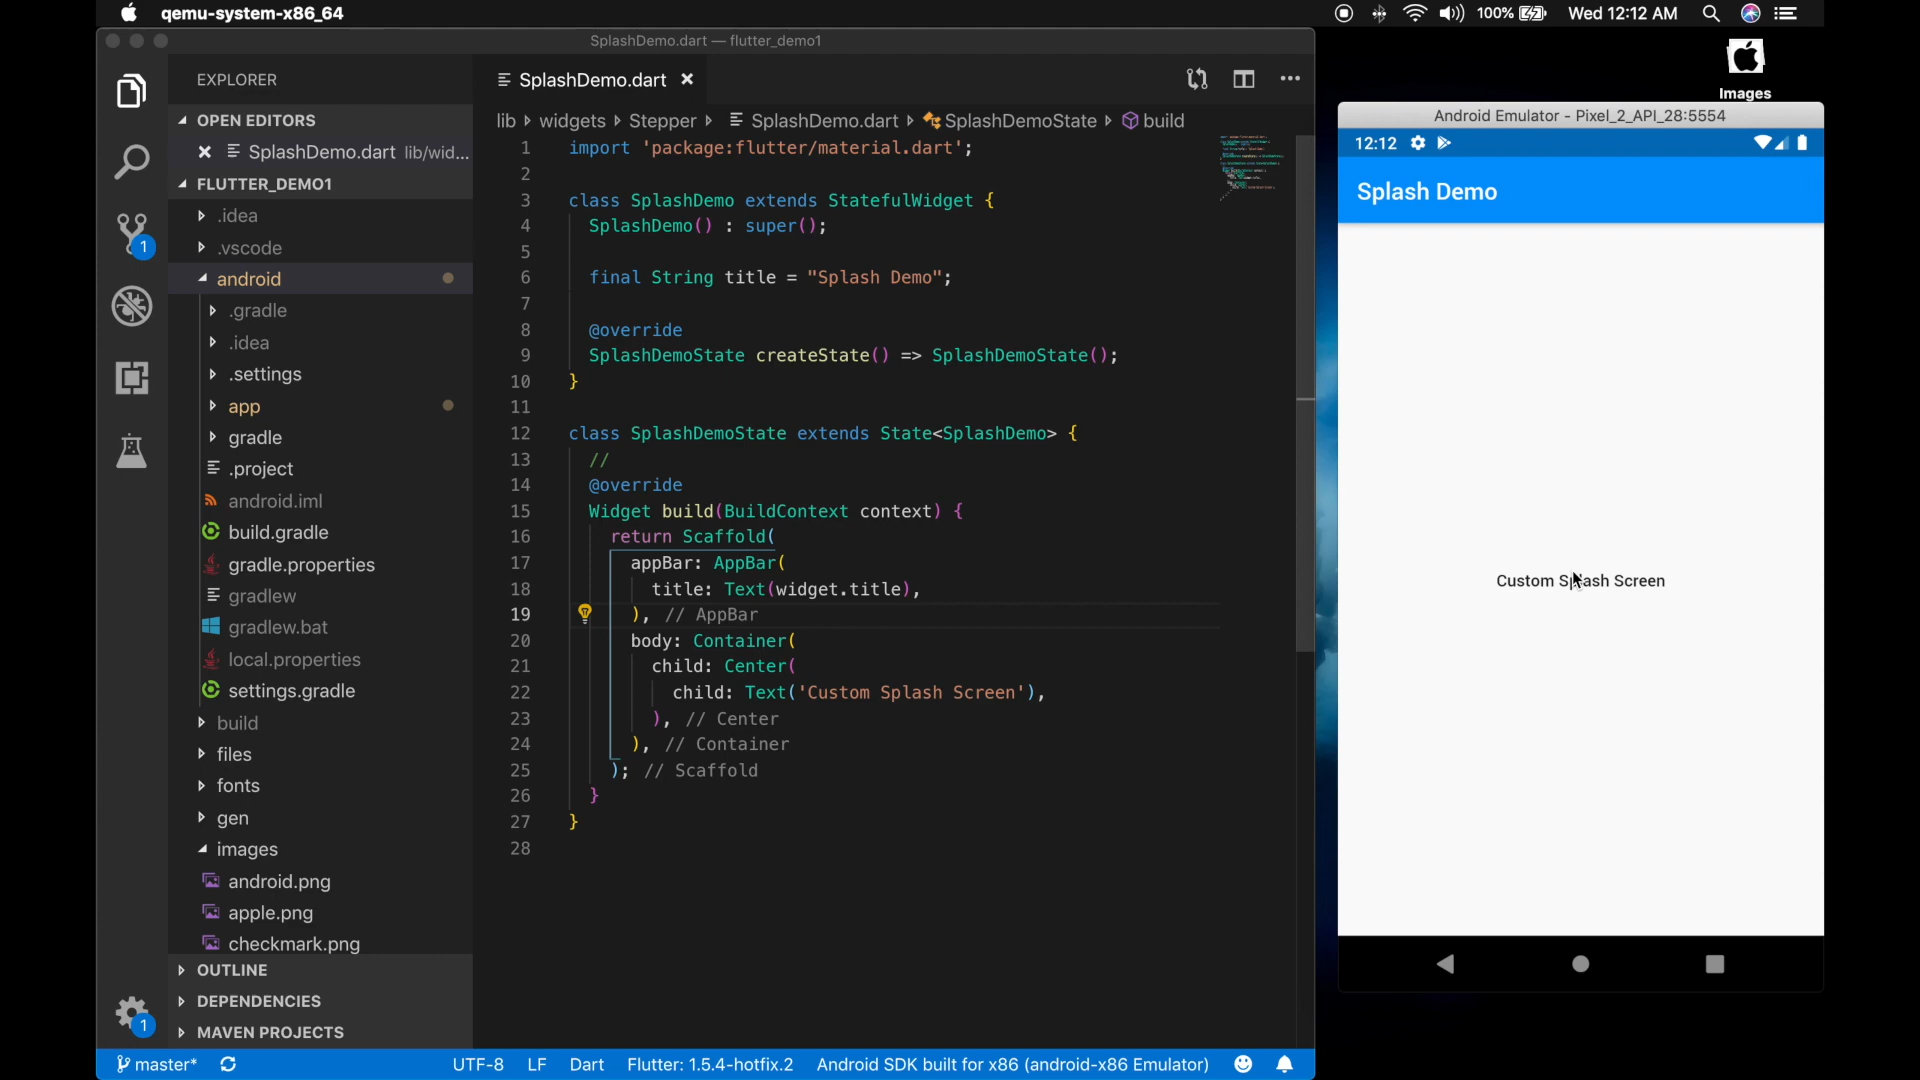 qemu-system-x86_64
100%
Wed 12:12 AM
SplashDemo.dart — flutter_demo1
EXPLORER
SplashDemo.dart
Images
OPEN EDITORS
lib
widgets
Stepper
SplashDemo.dart
SplashDemoState
build
SplashDemo.dart lib/wid...
FLUTTER_DEMO1
.idea
.vscode
android
.gradle
.idea
.settings
app
gradle
.project
android.iml
build.gradle
gradle.properties
gradlew
gradlew.bat
local.properties
settings.gradle
build
files
fonts
gen
images
android.png
apple.png
checkmark.png
OUTLINE
DEPENDENCIES
MAVEN PROJECTS
1
1
1 import 'package:flutter/material.dart';
2
3 class SplashDemo extends StatefulWidget {
4 SplashDemo() : super();
5
6 final String title = "Splash Demo";
7
8 @override
9 SplashDemoState createState() => SplashDemoState();
10 }
11
12 class SplashDemoState extends State<SplashDemo> {
13 //
14 @override
15 Widget build(BuildContext context) {
16 return Scaffold(
17 appBar: AppBar(
18 title: Text(widget.title),
19 ), // AppBar
20 body: Container(
21 child: Center(
22 child: Text('Custom Splash Screen'),
23 ), // Center
24 ), // Container
25 ); // Scaffold
26 }
27 }
28
Android Emulator - Pixel_2_API_28:5554
12:12
Splash Demo
Custom Splash Screen
master*
UTF-8
LF
Dart
Flutter: 1.5.4-hotfix.2
Android SDK built for x86 (android-x86 Emulator)